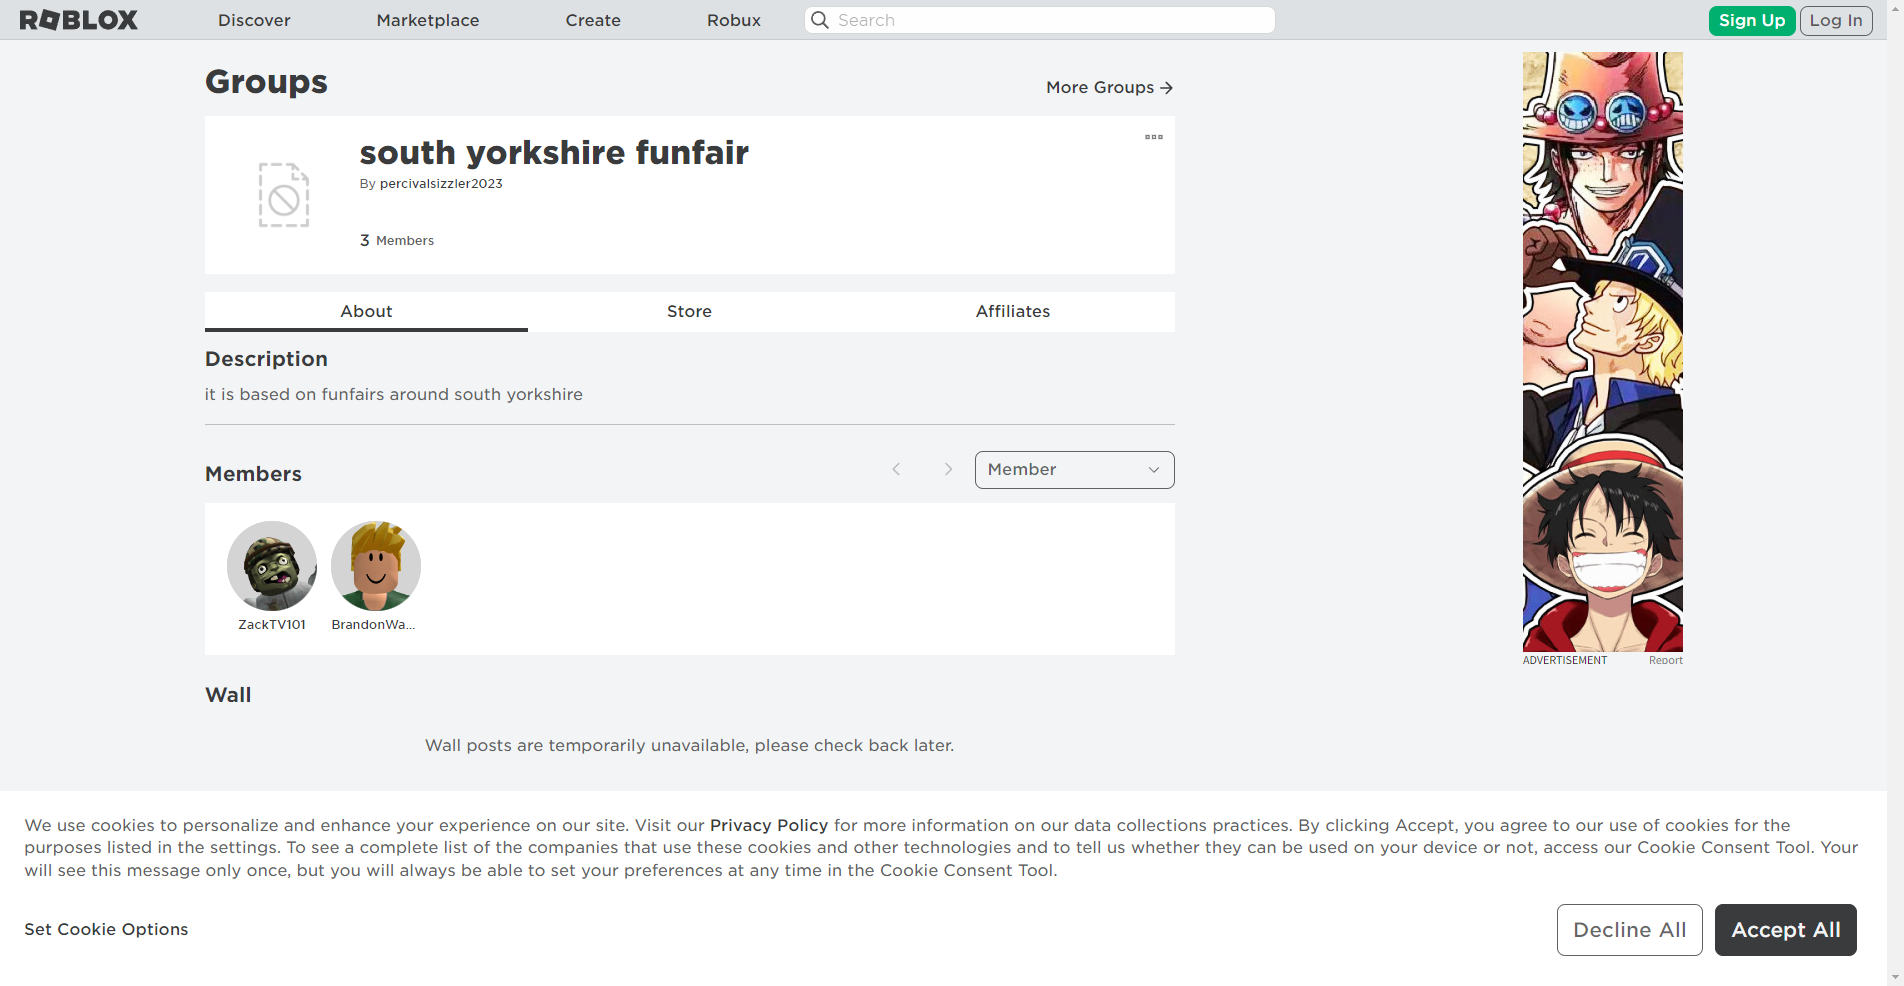 ROBLOX
Discover
Marketplace
Create
Robux
Search
Sign Up
Log In
Groups
More Groups
south yorkshire funfair
By percivalsizzler2023
3 Members
About
Store
Affiliates
Description
it is based on funfairs around south yorkshire
Members
Member
ZackTV101
BrandonWa...
ADVERTISEMENT
Report
Wall
Wall posts are temporarily unavailable, please check back later.
We use cookies to personalize and enhance your experience on our site. Visit our Privacy Policy for more information on our data collections practices. By clicking Accept, you agree to our use of cookies for the
purposes listed in the settings. To see a complete list of the companies that use these cookies and other technologies and to tell us whether they can be used on your device or not, access our Cookie Consent Tool. Your
will see this message only once, but you will always be able to set your preferences at any time in the Cookie Consent Tool.
Set Cookie Options
Decline All
Accept All